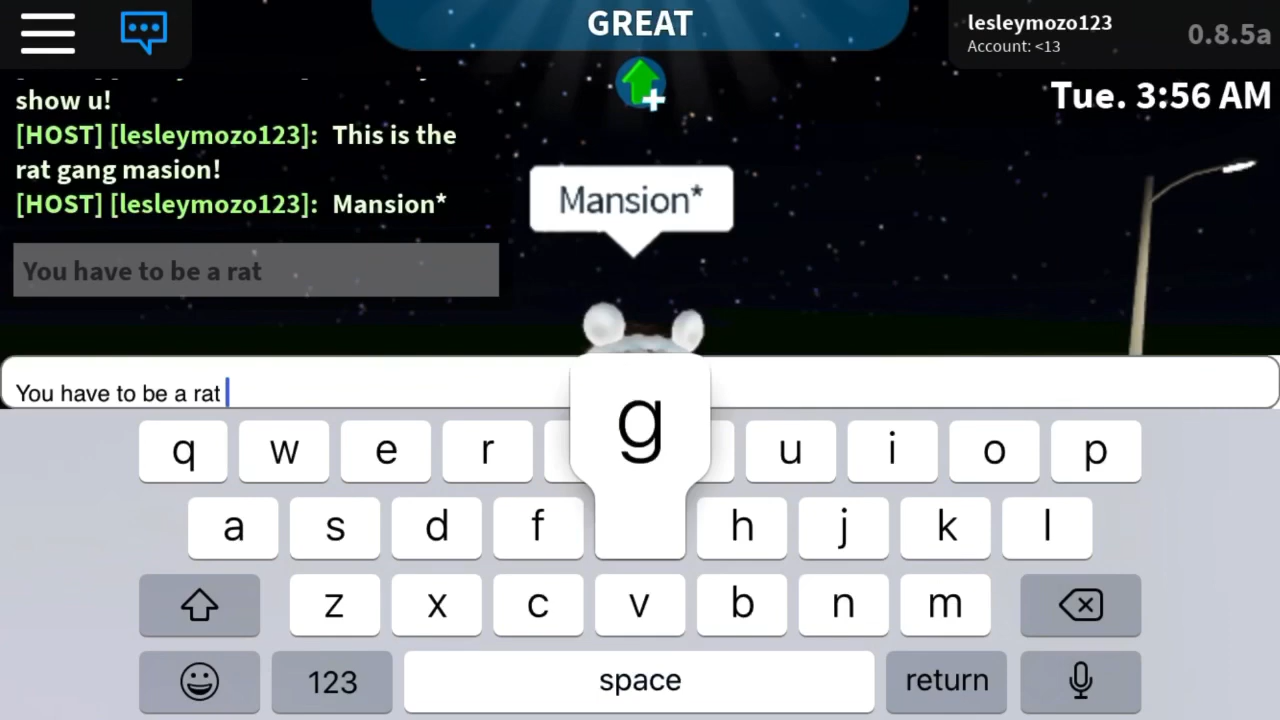 GREAT
lesleymozo123
Account: <13
0.8.5a
Tue. 3:56 AM
show u!
[HOST] [lesleymozo123]: This is the
rat gang masion!
[HOST] [lesleymozo123]: Mansion*
Mansion*
You have to be a rat
You have to be a rat
g
q w e r u i o p
a s d f h j k l
z x c v b n m
123 space return